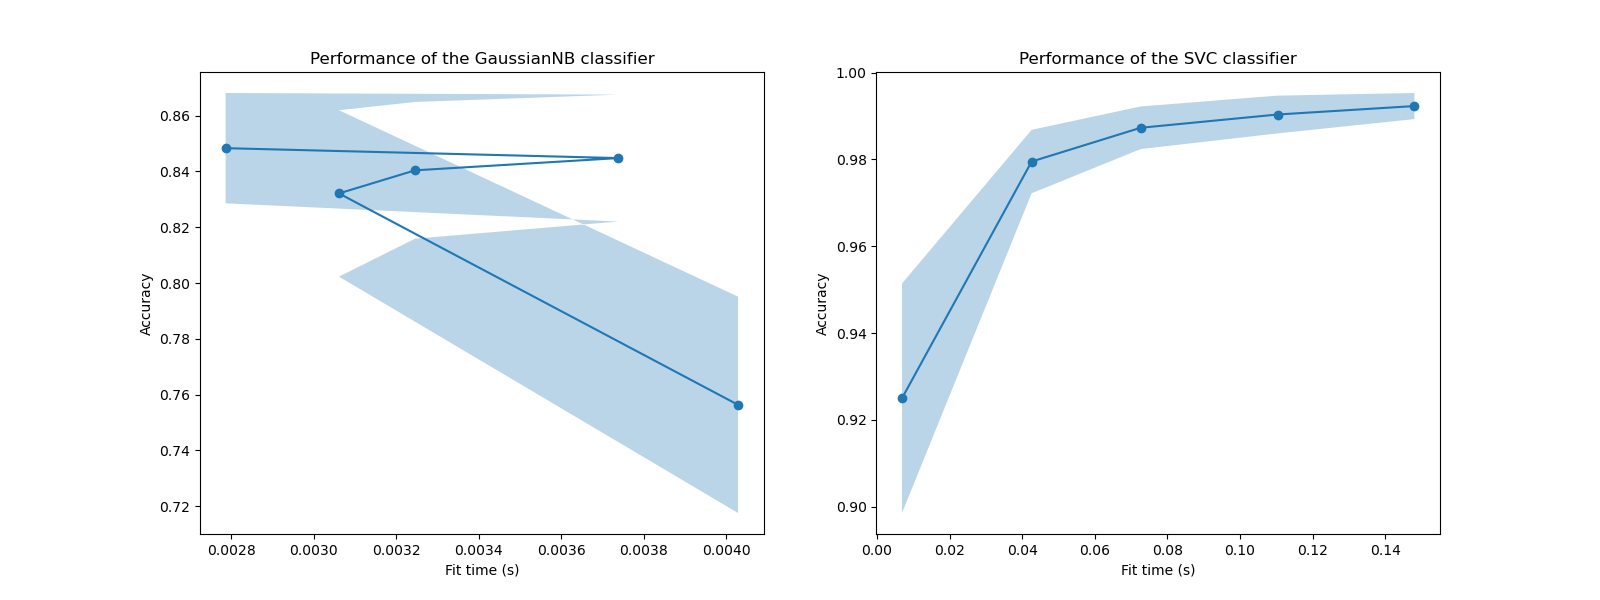 Performance of the GaussianNB classifier
Accuracy
0.86
0.84
0.82
0.80
0.78
0.76
0.74
0.72
0.0028 0.0030 0.0032 0.0034 0.0036 0.0038 0.0040
Fit time (s)
Performance of the SVC classifier
Accuracy
1.00
0.98
0.96
0.94
0.92
0.90
0.00 0.02 0.04 0.06 0.08 0.10 0.12 0.14
Fit time (s)